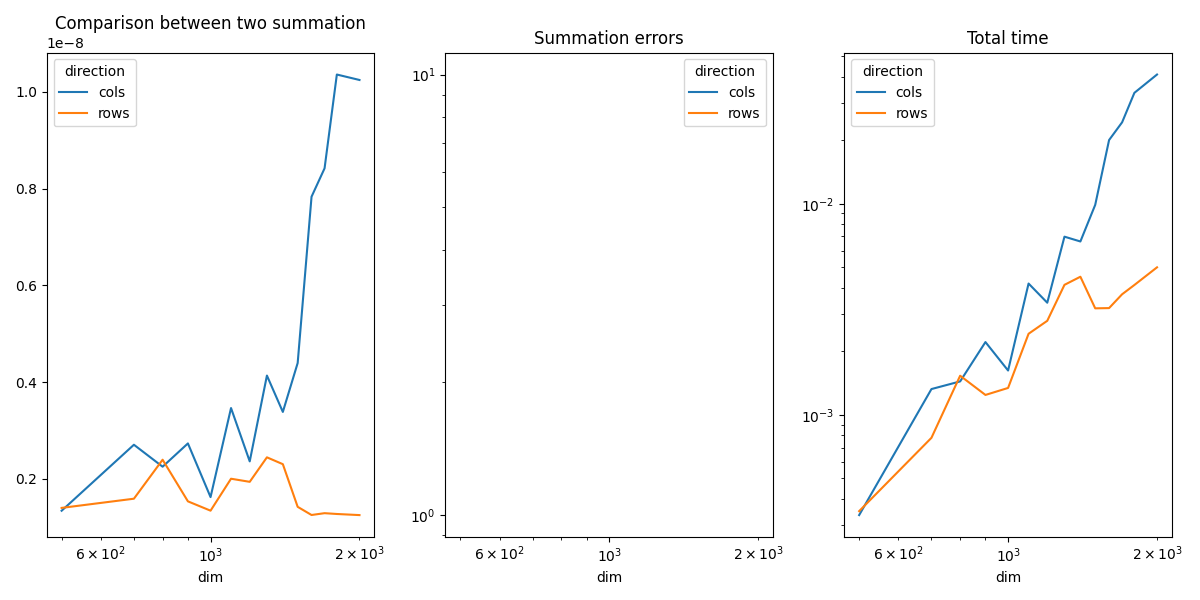 Comparison between two summation
1e−8
direction
cols
rows
1.0
0.8
0.6
0.4
0.2
6 × 10²
10³
2 × 10³
dim
Summation errors
direction
cols
rows
10¹
10⁰
6 × 10²
10³
2 × 10³
dim
Total time
direction
cols
rows
10⁻²
10⁻³
6 × 10²
10³
2 × 10³
dim